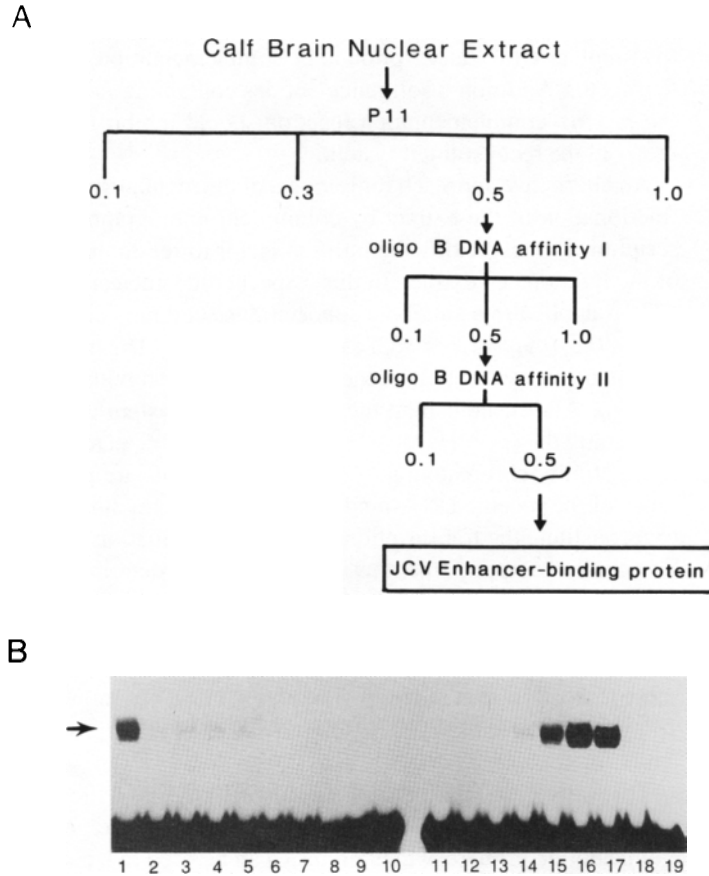 A
Calf Brain Nuclear Extract
P11
0.1 0.3 0.5 1.0
oligo B DNA affinity I
0.1 0.5 1.0
oligo B DNA affinity II
0.1 0.5
JCV Enhancer-binding protein
B
1 2 3 4 5 6 7 8 9 10 11 12 13 14 15 16 17 18 19